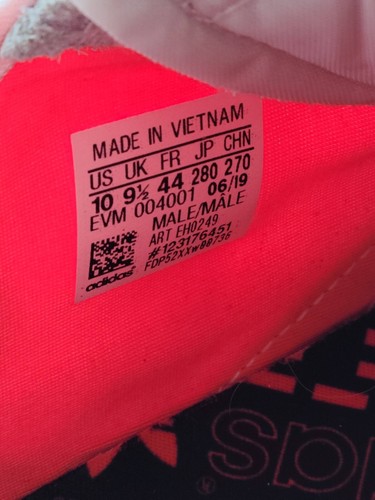 MADE IN VIETNAM
US UK FR JP CHN
10 9½ 44 280 270
EVM 004001 06/19
MALE/MÂLE
ART EH0249
#123176451
adidas